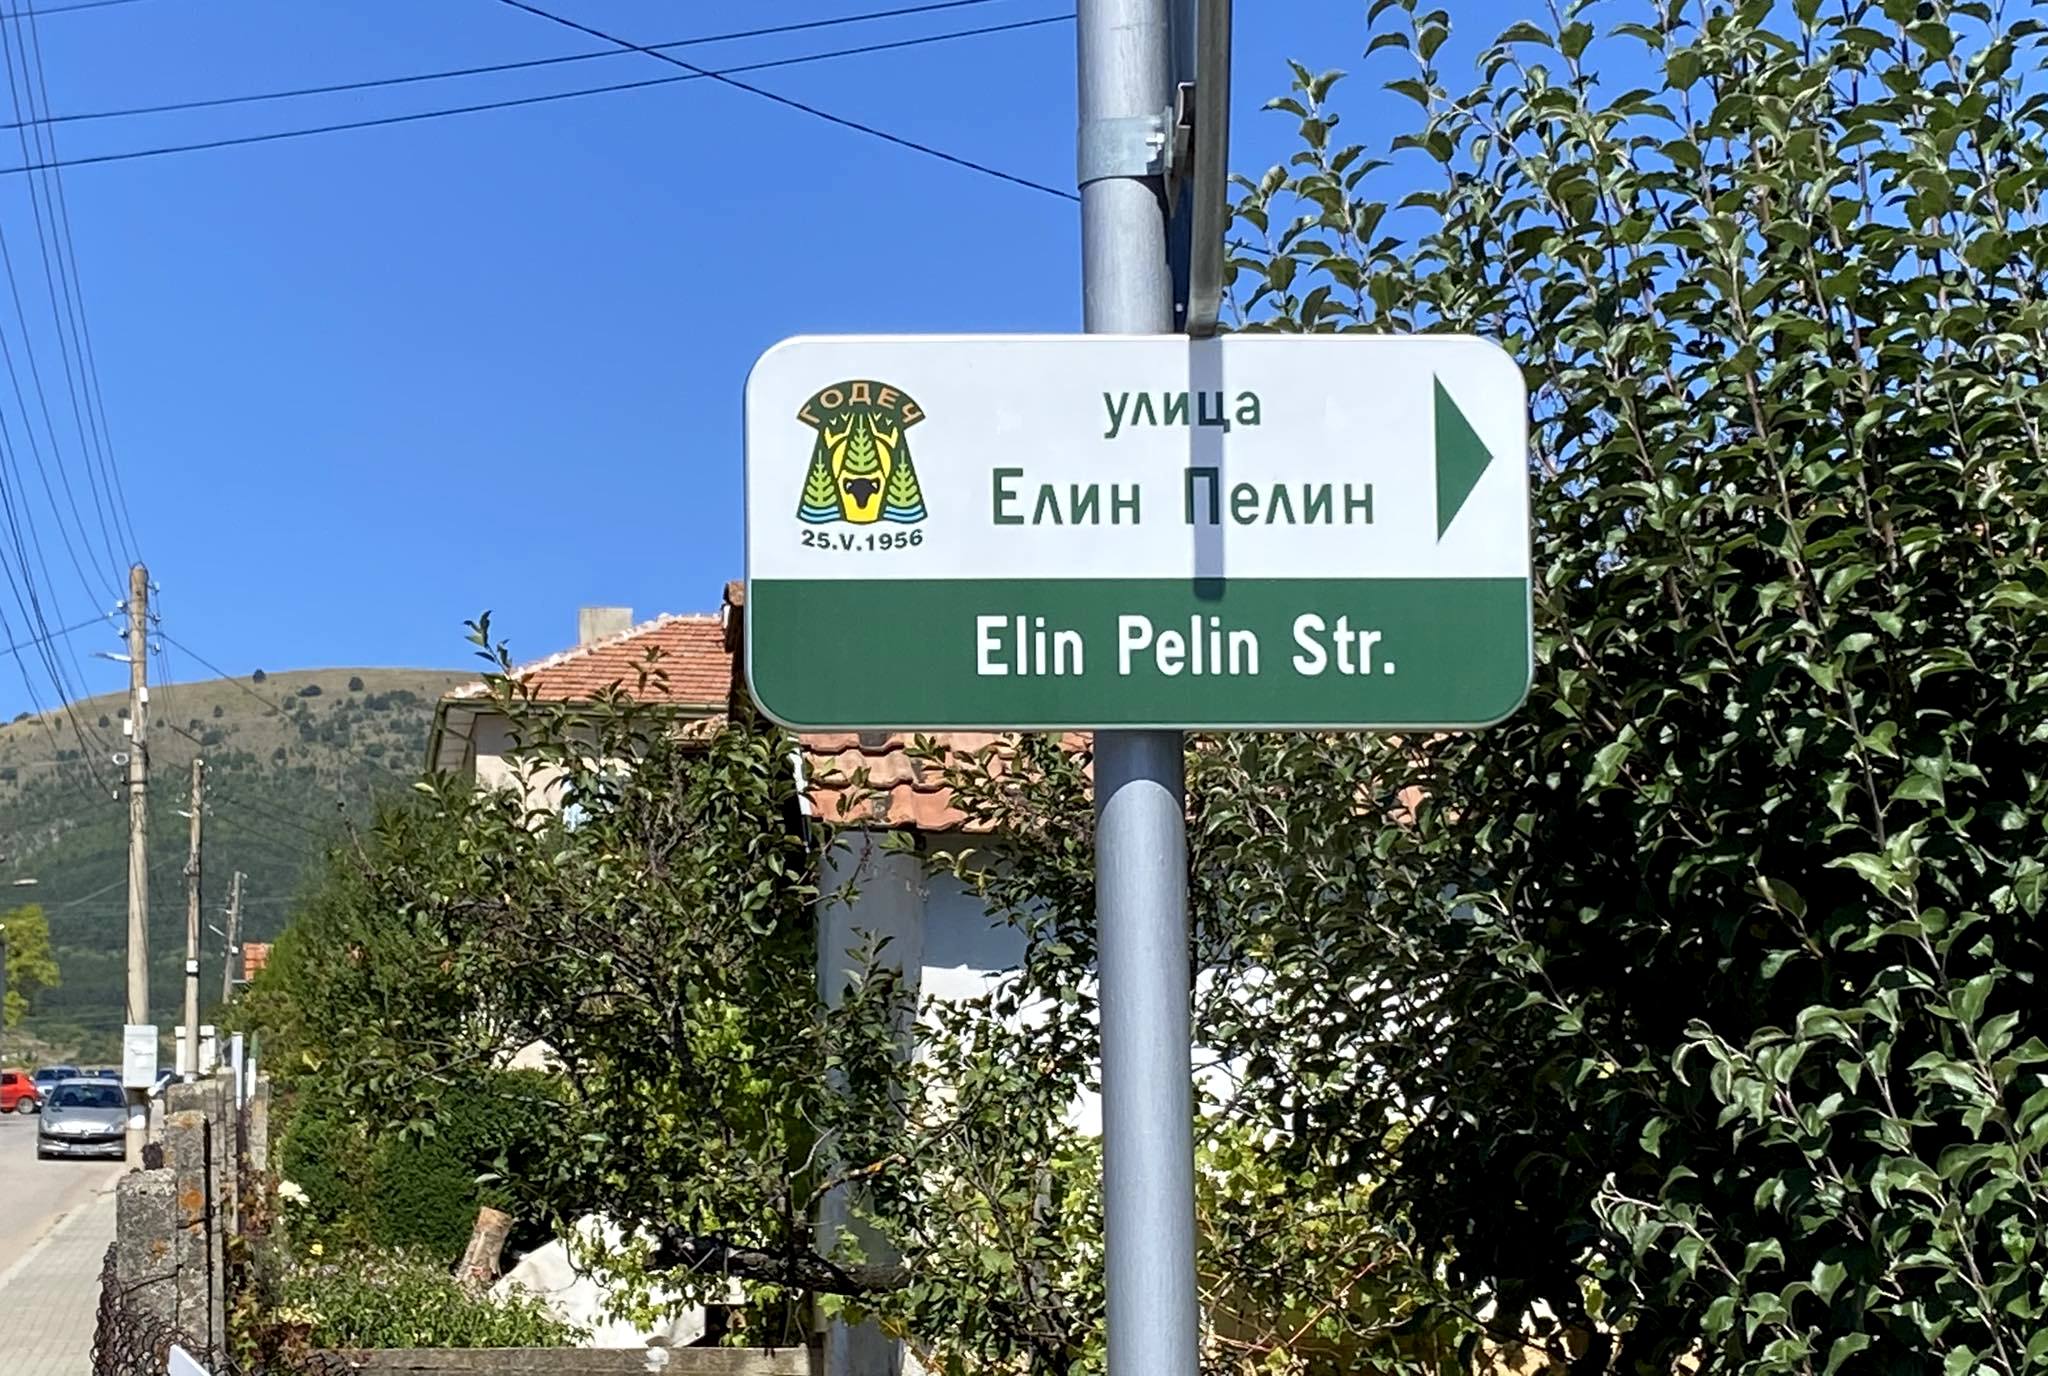 ГОДЕЧ
25.V.1956
улица
Елин Пелин
Elin Pelin Str.